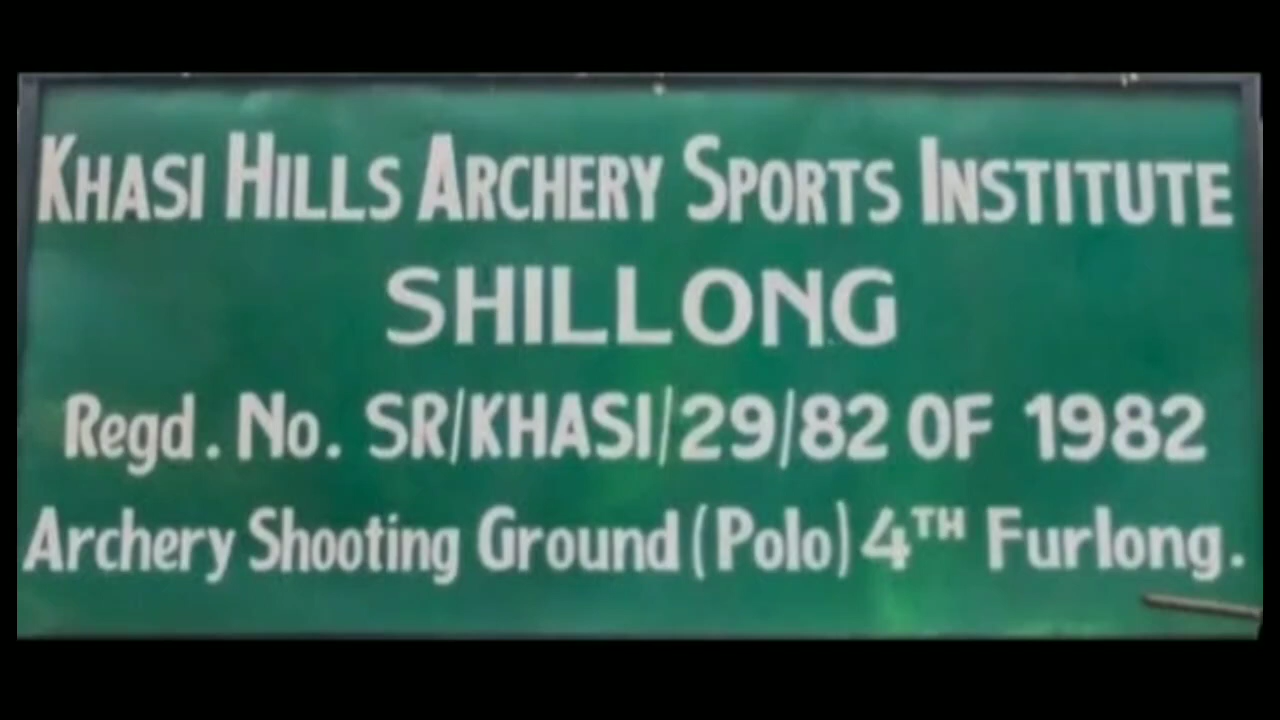 KHASI HILLS ARCHERY SPORTS INSTITUTE
SHILLONG
Regd. No. SR/KHASI/29/82 OF 1982
Archery Shooting Ground (Polo) 4TH Furlong.